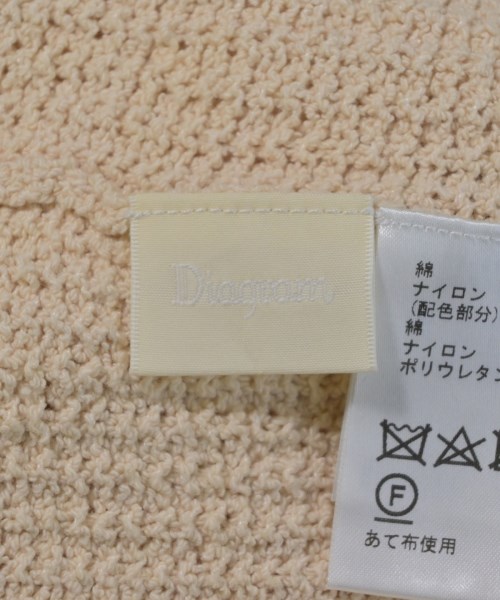 Diagram
綿
ナイロン
(配色部分)
綿
ナイロン
ポリウレタン
F
あて布使用